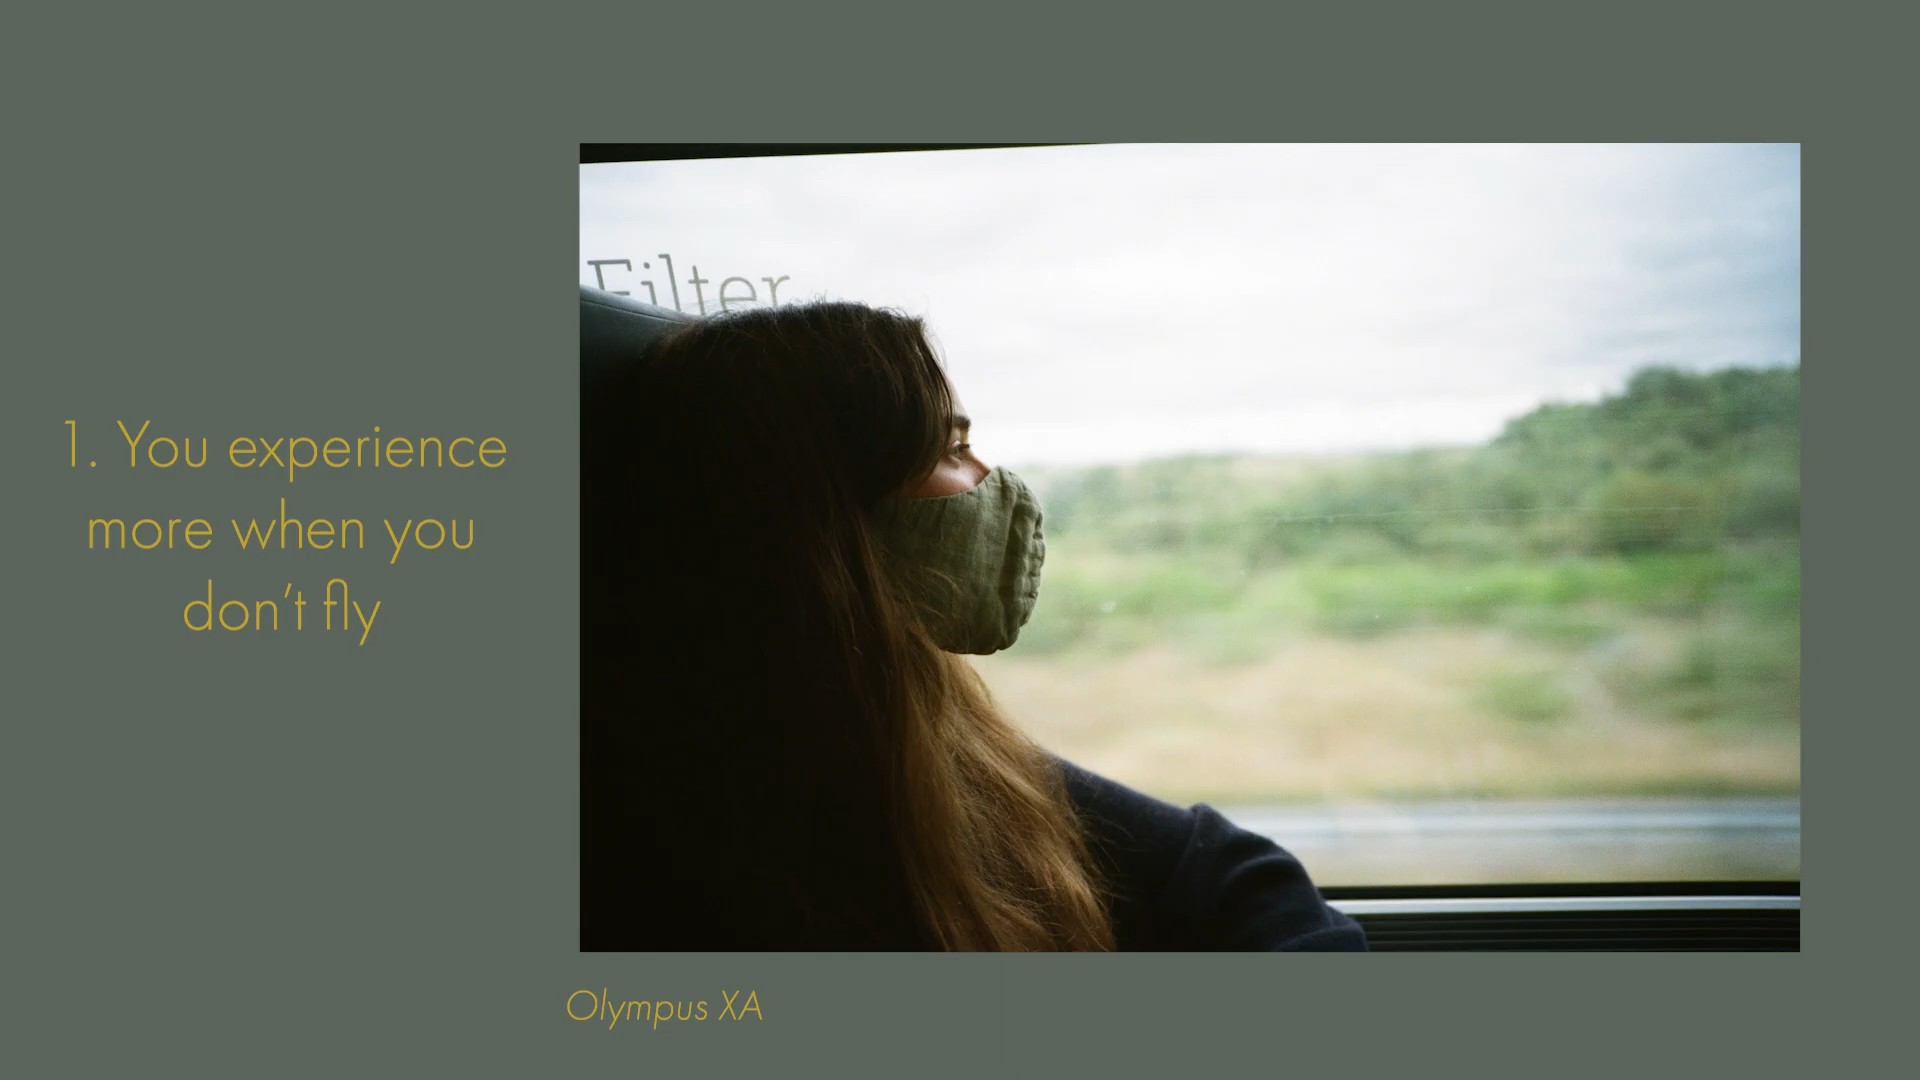 1. You experience
more when you
don't fly
Filter
Olympus XA